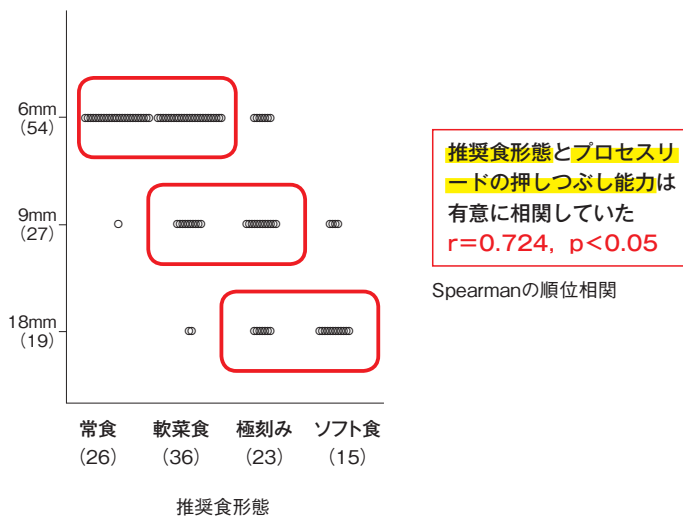 6mm
(54)
9mm
(27)
18mm
(19)
常食
(26)
軟菜食
(36)
極刻み
(23)
ソフト食
(15)
推奨食形態
推奨食形態とプロセスリ
ードの押しつぶし能力は
有意に相関していた
r=0.724, p<0.05
Spearmanの順位相関